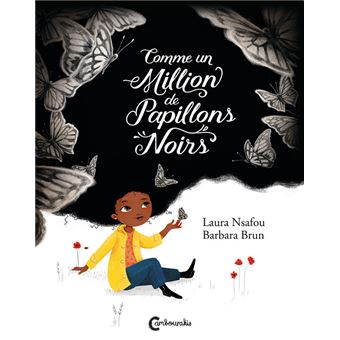 Comme un
Million
de
Papillons
Noirs
Laura Nsafou
Barbara Brun
Cambourakis